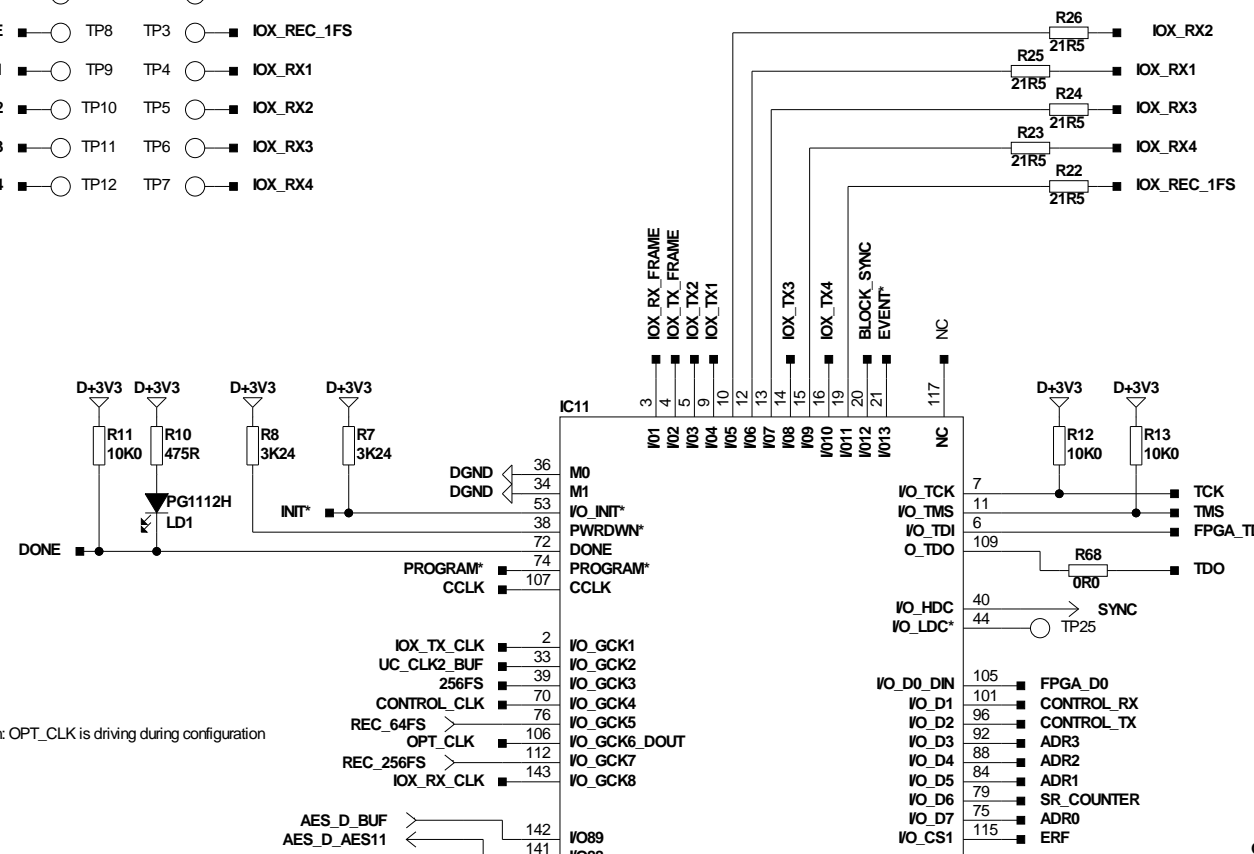 TP8 TP3 IOX_REC_1FS
TP9 TP4 IOX_RX1
TP10 TP5 IOX_RX2
TP11 TP6 IOX_RX3
TP12 TP7 IOX_RX4
R26
21R5
IOX_RX2
R25
21R5
IOX_RX1
R24
21R5
IOX_RX3
R23
21R5
IOX_RX4
R22
21R5
IOX_REC_1FS
IOX_RX_FRAME
IOX_TX_FRAME
IOX_TX2
IOX_TX1
IOX_TX3
IOX_TX4
BLOCK_SYNC
EVENT*
NC
3
4
5
9
10
12
13
14
15
16
19
20
21
117
IC11
I/O1
I/O2
I/O3
I/O4
I/O5
I/O6
I/O7
I/O8
I/O9
I/O10
I/O11
I/O12
I/O13
NC
D+3V3 D+3V3 D+3V3 D+3V3
R11
10K0
R10
475R
R8
3K24
R7
3K24
PG1112H
LD1
D+3V3 D+3V3
R12
10K0
R13
10K0
DGND 36 M0
DGND 34 M1
INIT* 53 I/O_INIT*
38 PWRDWN*
DONE 72 DONE
PROGRAM* 74 PROGRAM*
CCLK 107 CCLK
I/O_TCK 7 TCK
I/O_TMS 11 TMS
I/O_TDI 6
O_TDO 109
R68
0R0
TDO
I/O_HDC 40 SYNC
I/O_LDC* 44 TP25
IOX_TX_CLK 2 I/O_GCK1
UC_CLK2_BUF 33 I/O_GCK2
256FS 39 I/O_GCK3
CONTROL_CLK 70 I/O_GCK4
REC_64FS 76 I/O_GCK5
OPT_CLK 106 I/O_GCK6_DOUT
REC_256FS 112 I/O_GCK7
IOX_RX_CLK 143 I/O_GCK8
: OPT_CLK is driving during configuration
I/O_D0_DIN 105 FPGA_D0
I/O_D1 101 CONTROL_RX
I/O_D2 96 CONTROL_TX
I/O_D3 92 ADR3
I/O_D4 88 ADR2
I/O_D5 84 ADR1
I/O_D6 79 SR_COUNTER
I/O_D7 75 ADR0
I/O_CS1 115 ERF
AES_D_BUF 142 I/O89
AES_D_AES11 141